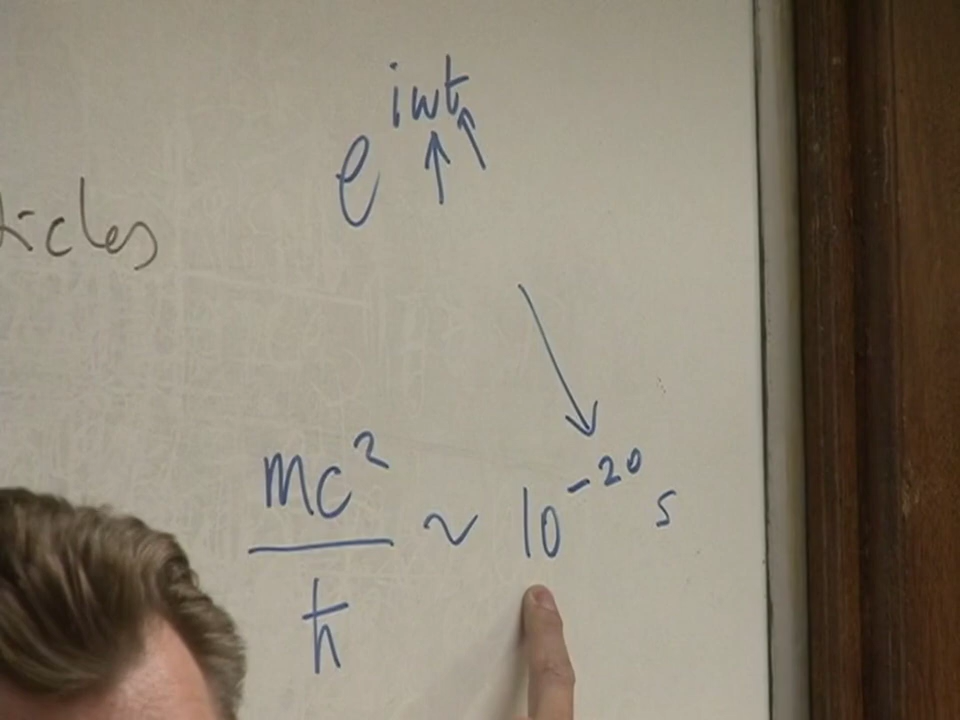 e^{iwt}
ticles
mc²/ħ ~ 10⁻²⁰ s